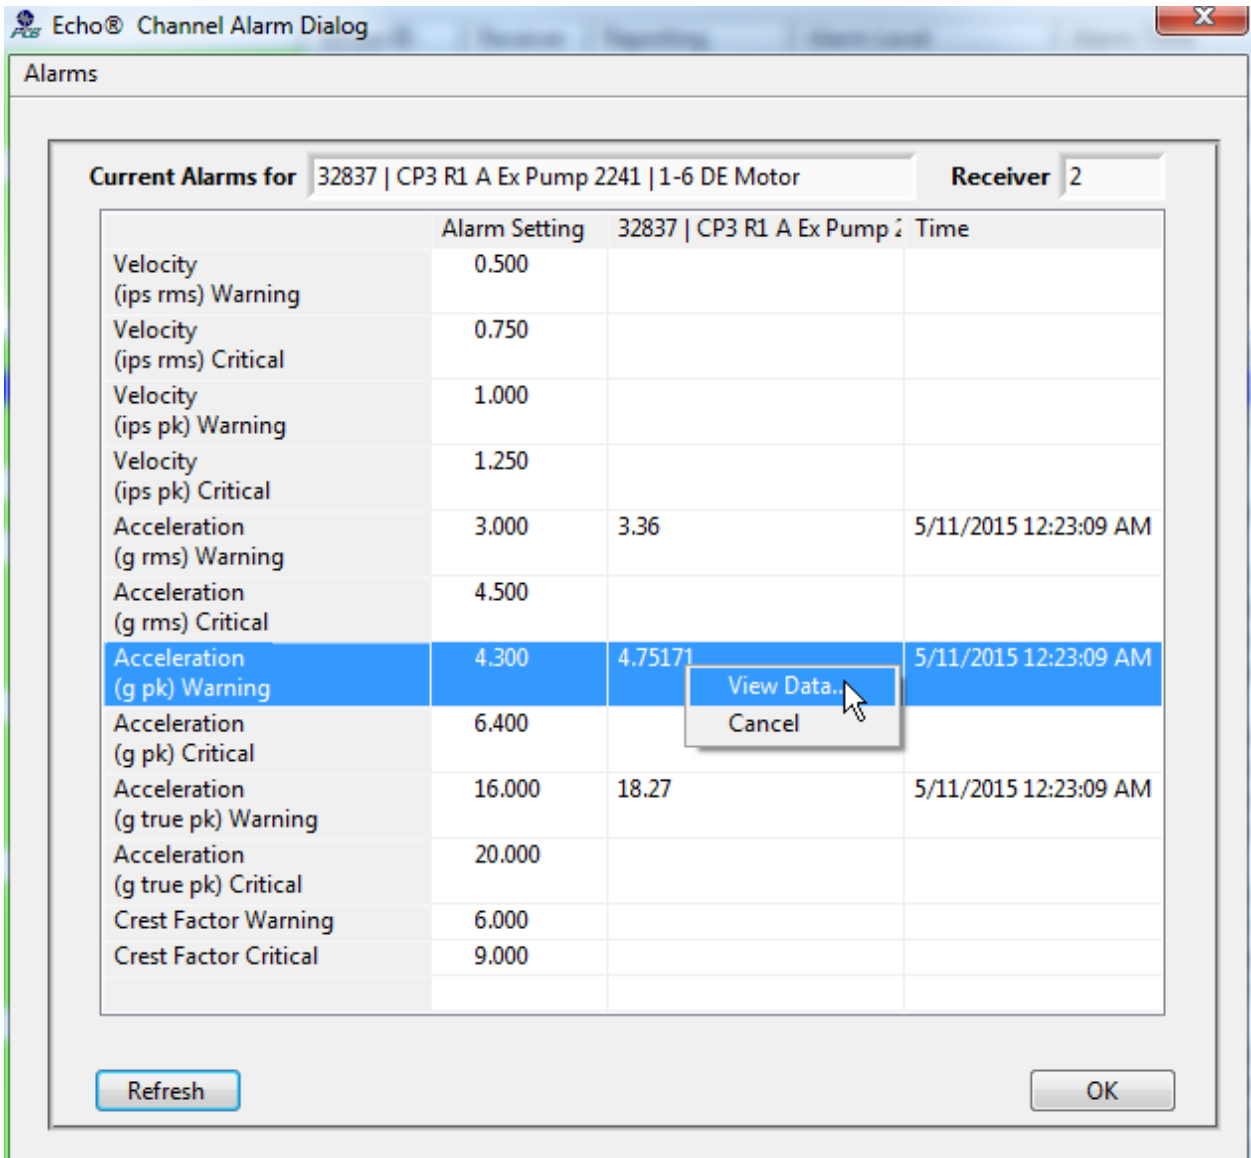 Echo® Channel Alarm Dialog
Alarms
Current Alarms for 32837 | CP3 R1 A Ex Pump 2241 | 1-6 DE Motor Receiver 2
Alarm Setting 32837 | CP3 R1 A Ex Pump 2 Time
Velocity 0.500
(ips rms) Warning
Velocity 0.750
(ips rms) Critical
Velocity 1.000
(ips pk) Warning
Velocity 1.250
(ips pk) Critical
Acceleration 3.000 3.36 5/11/2015 12:23:09 AM
(g rms) Warning
Acceleration 4.500
(g rms) Critical
Acceleration 4.300 4.75171 5/11/2015 12:23:09 AM
(g pk) Warning View Data...
Acceleration 6.400 Cancel
(g pk) Critical
Acceleration 16.000 18.27 5/11/2015 12:23:09 AM
(g true pk) Warning
Acceleration 20.000
(g true pk) Critical
Crest Factor Warning 6.000
Crest Factor Critical 9.000
Refresh OK